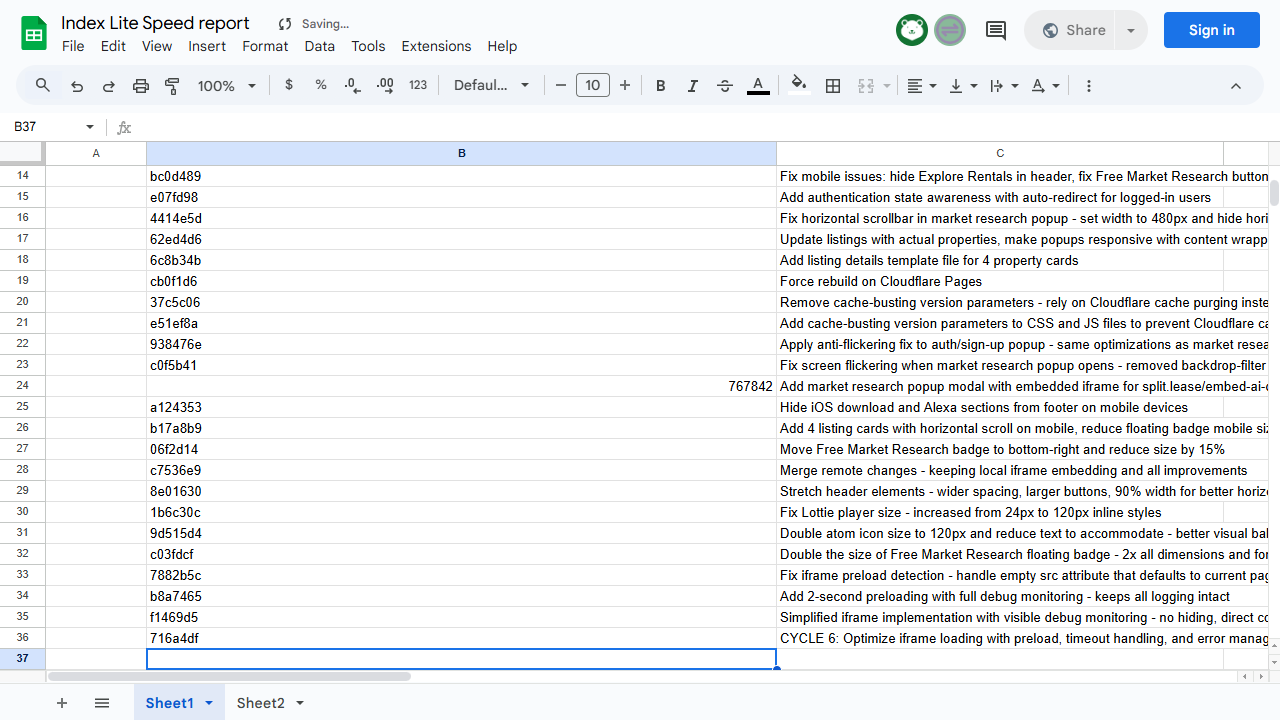 Index Lite Speed report
Saving...
File Edit View Insert Format Data Tools Extensions Help
Share
Sign in
100% $ % .0 .00 123 Defaul... 10 B I A A
B37
fx
A B C
14 bc0d489 Fix mobile issues: hide Explore Rentals in header, fix Free Market Research button
15 e07fd98 Add authentication state awareness with auto-redirect for logged-in users
16 4414e5d Fix horizontal scrollbar in market research popup - set width to 480px and hide hori
17 62ed4d6 Update listings with actual properties, make popups responsive with content wrapp
18 6c8b34b Add listing details template file for 4 property cards
19 cb0f1d6 Force rebuild on Cloudflare Pages
20 37c5c06 Remove cache-busting version parameters - rely on Cloudflare cache purging inste
21 e51ef8a Add cache-busting version parameters to CSS and JS files to prevent Cloudflare ca
22 938476e Apply anti-flickering fix to auth/sign-up popup - same optimizations as market resea
23 c0f5b41 Fix screen flickering when market research popup opens - removed backdrop-filter
24 767842 Add market research popup modal with embedded iframe for split.lease/embed-ai-
25 a124353 Hide iOS download and Alexa sections from footer on mobile devices
26 b17a8b9 Add 4 listing cards with horizontal scroll on mobile, reduce floating badge mobile siz
27 06f2d14 Move Free Market Research badge to bottom-right and reduce size by 15%
28 c7536e9 Merge remote changes - keeping local iframe embedding and all improvements
29 8e01630 Stretch header elements - wider spacing, larger buttons, 90% width for better horiz
30 1b6c30c Fix Lottie player size - increased from 24px to 120px inline styles
31 9d515d4 Double atom icon size to 120px and reduce text to accommodate - better visual bal
32 c03fdcf Double the size of Free Market Research floating badge - 2x all dimensions and for
33 7882b5c Fix iframe preload detection - handle empty src attribute that defaults to current pag
34 b8a7465 Add 2-second preloading with full debug monitoring - keeps all logging intact
35 f1469d5 Simplified iframe implementation with visible debug monitoring - no hiding, direct co
36 716a4df CYCLE 6: Optimize iframe loading with preload, timeout handling, and error manag
37
Sheet1 Sheet2